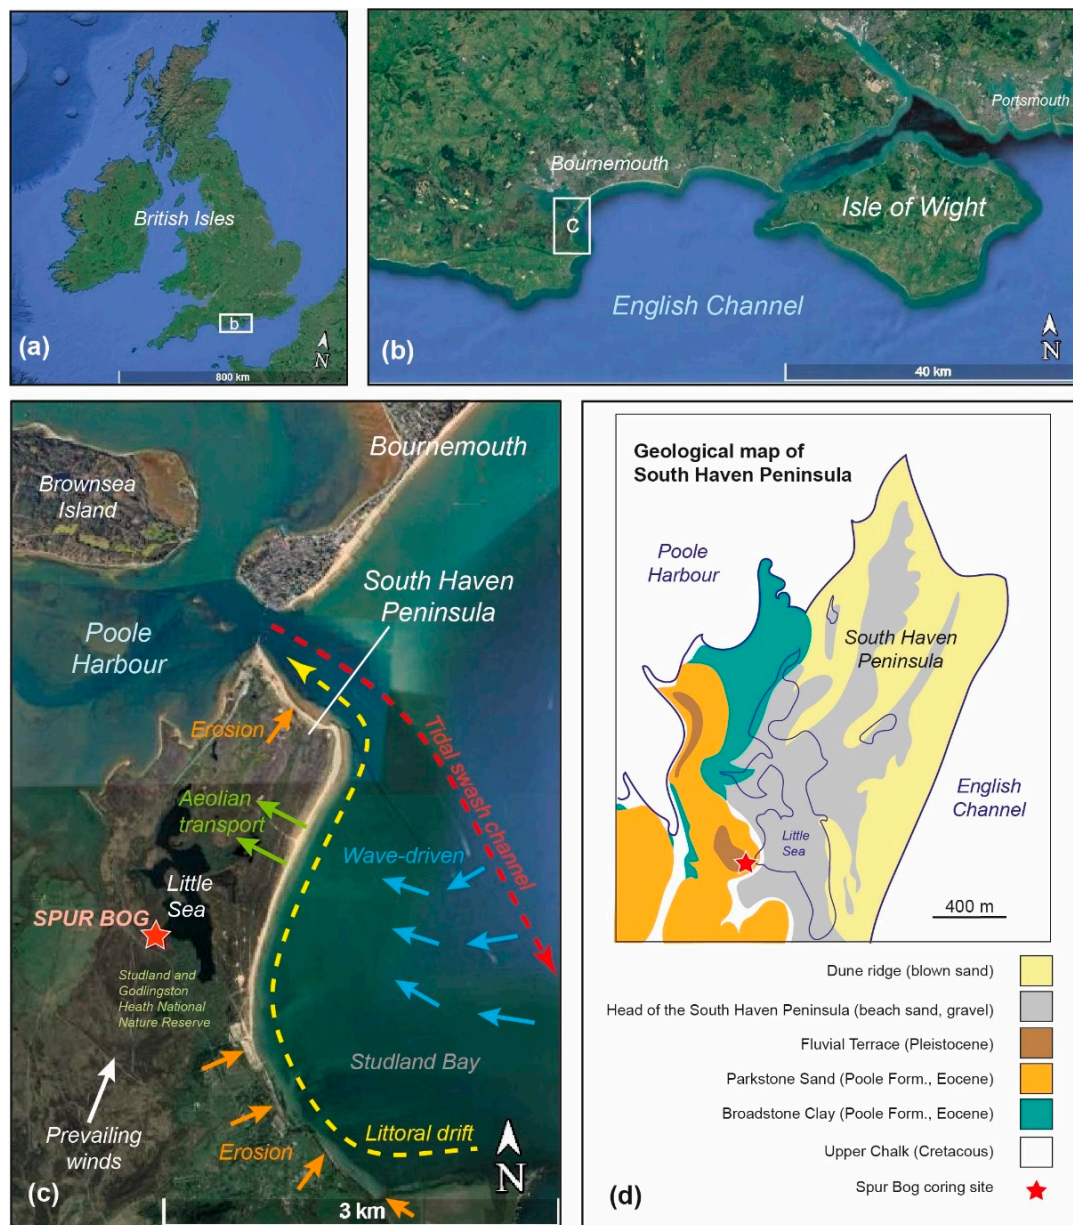 British Isles
b
(a)
N
800 km
Portsmouth
Bournemouth
C
Isle of Wight
English Channel
(b)
N
40 km
Bournemouth
Brownsea
Island
South Haven
Peninsula
Poole
Harbour
Erosion
Tidal swash channel
Aeolian
transport
Wave-driven
Little
Sea
SPUR BOG
Studland and
Godlingston
Heath National
Nature Reserve
Studland Bay
Prevailing
winds
Littoral drift
Erosion
N
(c)
3 km
Geological map of
South Haven Peninsula
Poole
Harbour
South Haven
Peninsula
English
Channel
Little
Sea
400 m
Dune ridge (blown sand)
Head of the South Haven Peninsula (beach sand, gravel)
Fluvial Terrace (Pleistocene)
Parkstone Sand (Poole Form., Eocene)
Broadstone Clay (Poole Form., Eocene)
Upper Chalk (Cretacous)
Spur Bog coring site
(d)